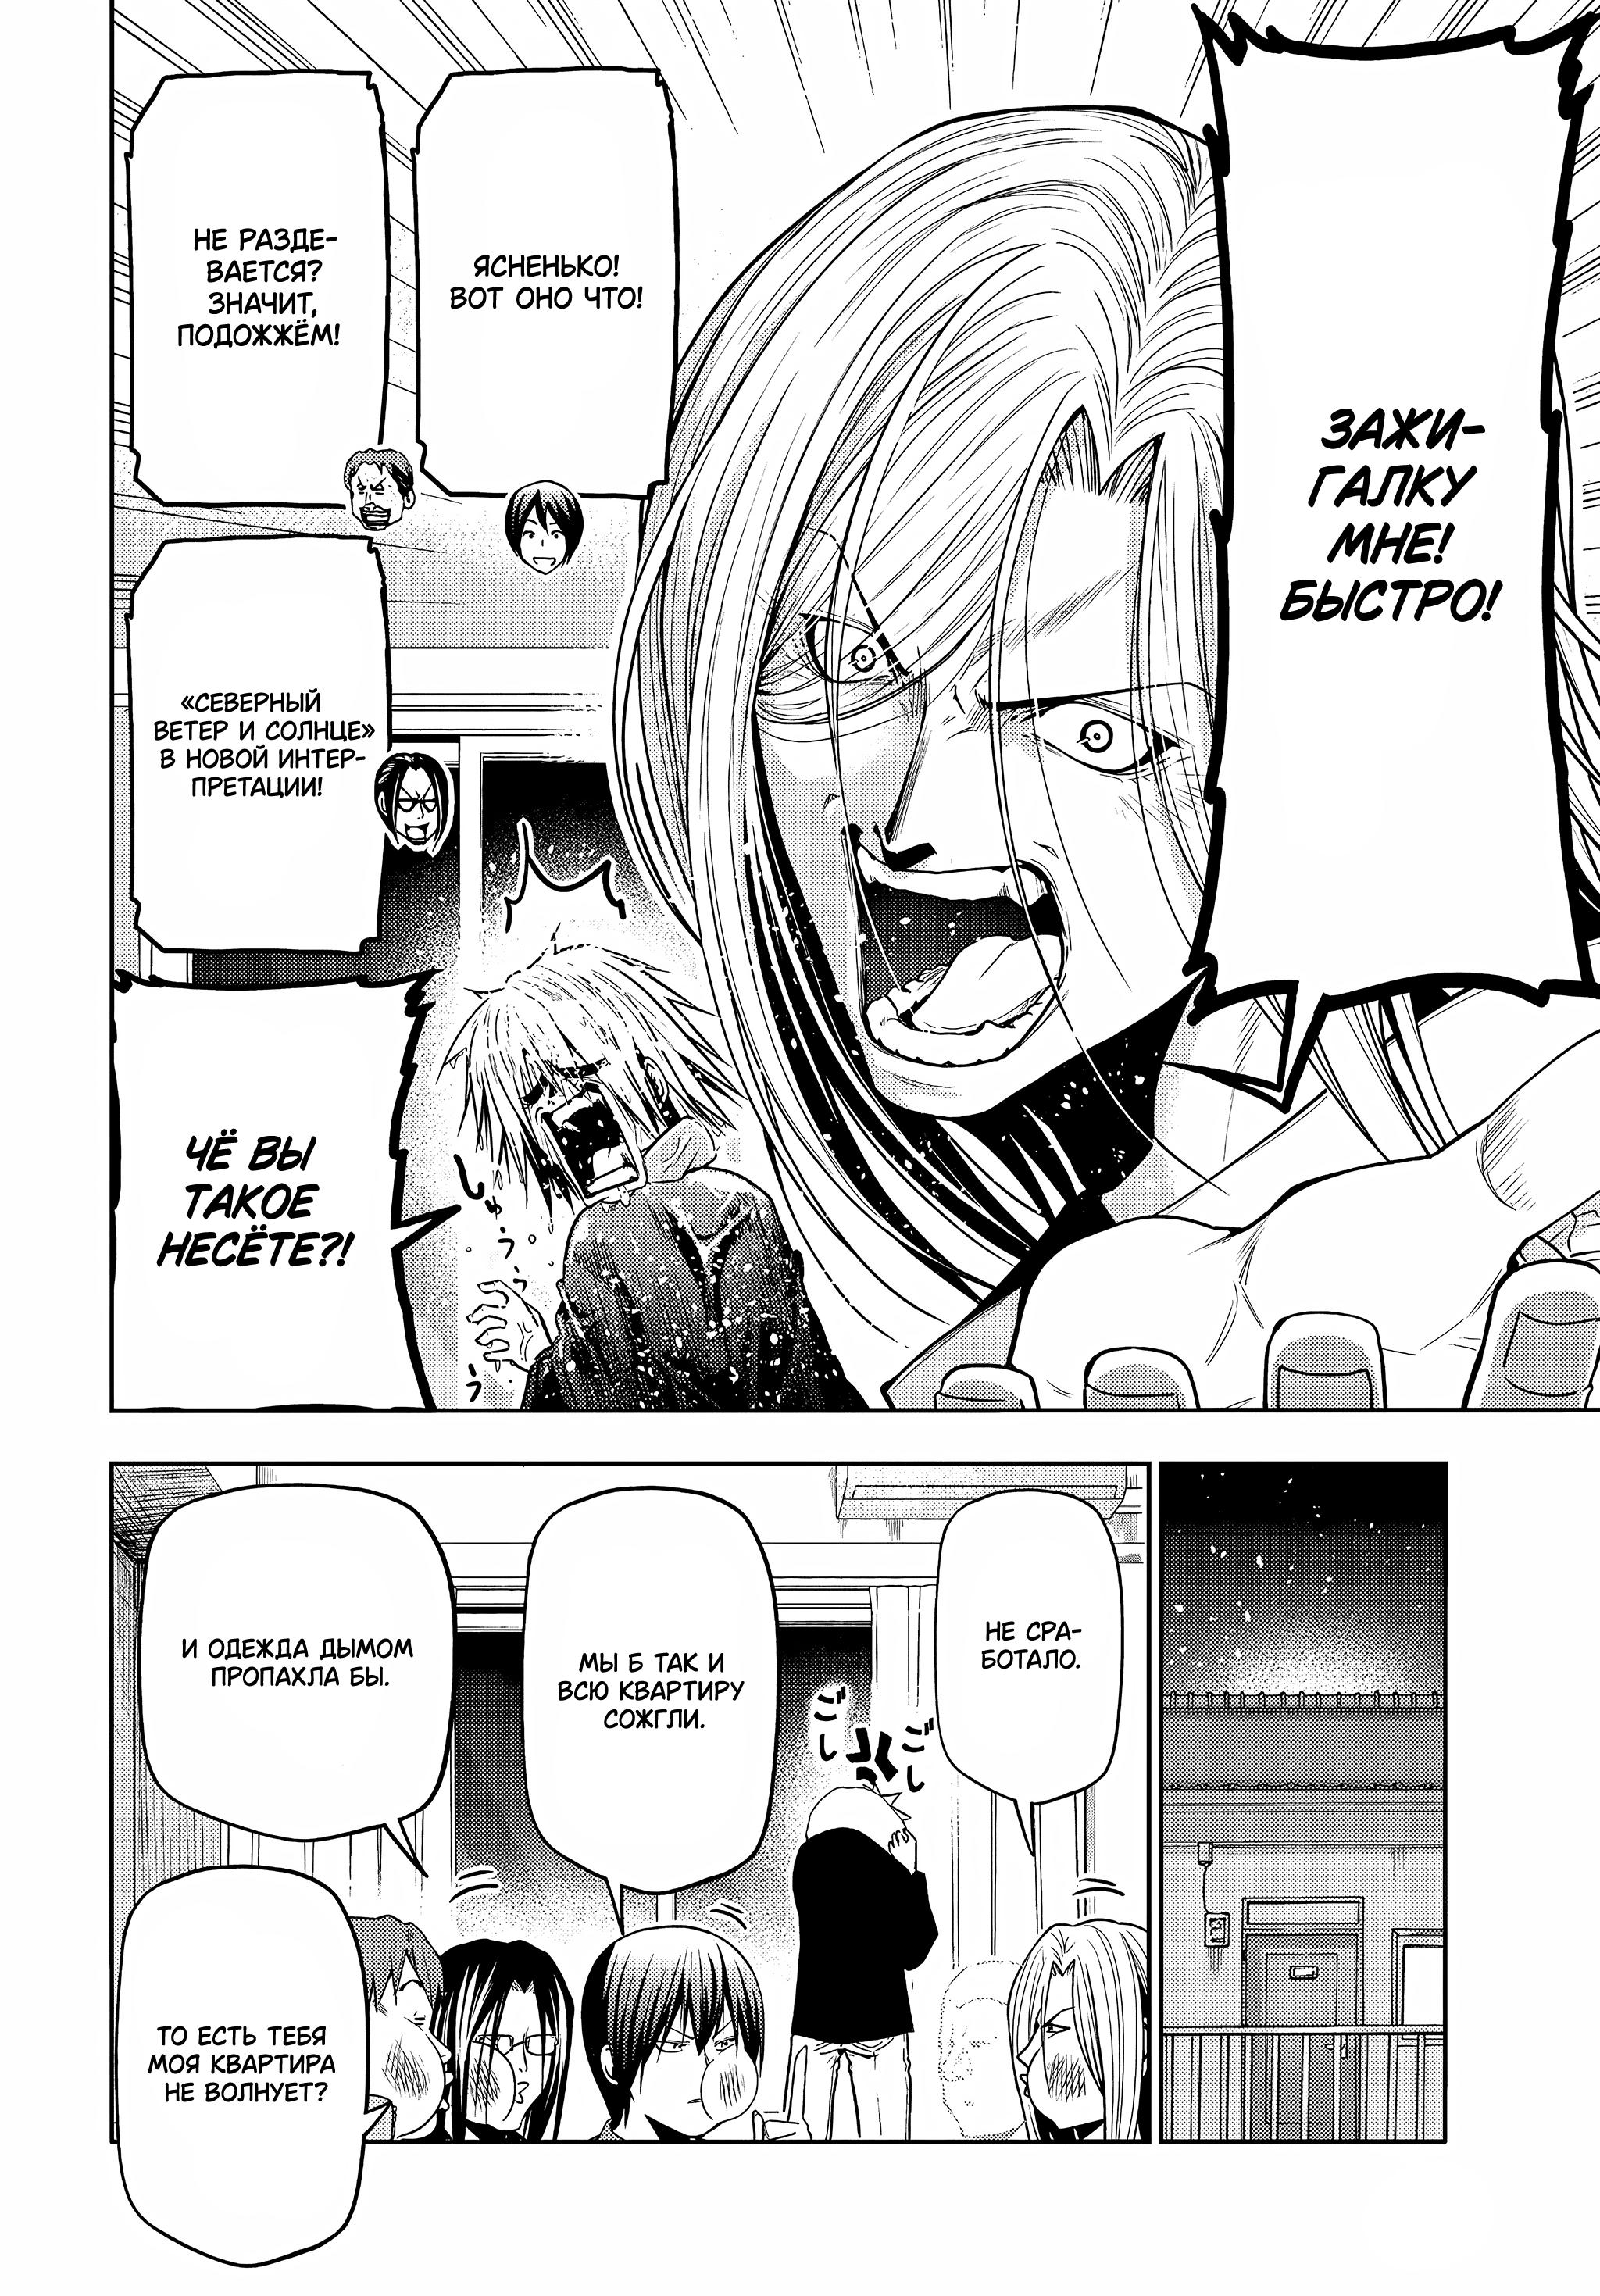 ЗАЖИ-
ГАЛКУ
МНЕ!
БЫСТРО!
ЯСНЕНЬКО!
ВОТ ОНО ЧТО!
НЕ РАЗДЕ-
ВАЕТСЯ?
ЗНАЧИТ,
ПОДОЖЖЁМ!
«СЕВЕРНЫЙ
ВЕТЕР И СОЛНЦЕ»
В НОВОЙ ИНТЕР-
ПРЕТАЦИИ!
ЧЁ ВЫ
ТАКОЕ
НЕСЁТЕ?!
НЕ СРА-
БОТАЛО.
МЫ Б ТАК И
ВСЮ КВАРТИРУ
СОЖГЛИ.
И ОДЕЖДА ДЫМОМ
ПРОПАХЛА БЫ.
ТО ЕСТЬ ТЕБЯ
МОЯ КВАРТИРА
НЕ ВОЛНУЕТ?